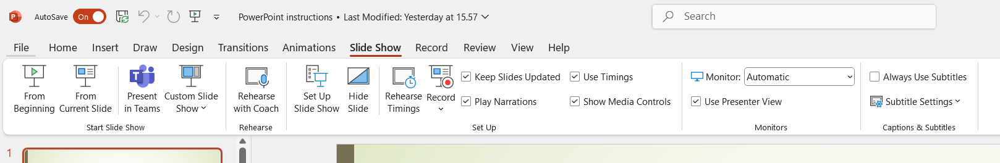 AutoSave On PowerPoint instructions • Last Modified: Yesterday at 15.57 Search
File Home Insert Draw Design Transitions Animations Slide Show Record Review View Help
From Beginning
From Current Slide
Present in Teams
Custom Slide Show
Start Slide Show
Rehearse with Coach
Rehearse
Set Up Slide Show
Hide Slide
Rehearse Timings
Record
Keep Slides Updated
Play Narrations
Use Timings
Show Media Controls
Set Up
Monitor: Automatic
Use Presenter View
Monitors
Always Use Subtitles
Subtitle Settings
Captions & Subtitles
1